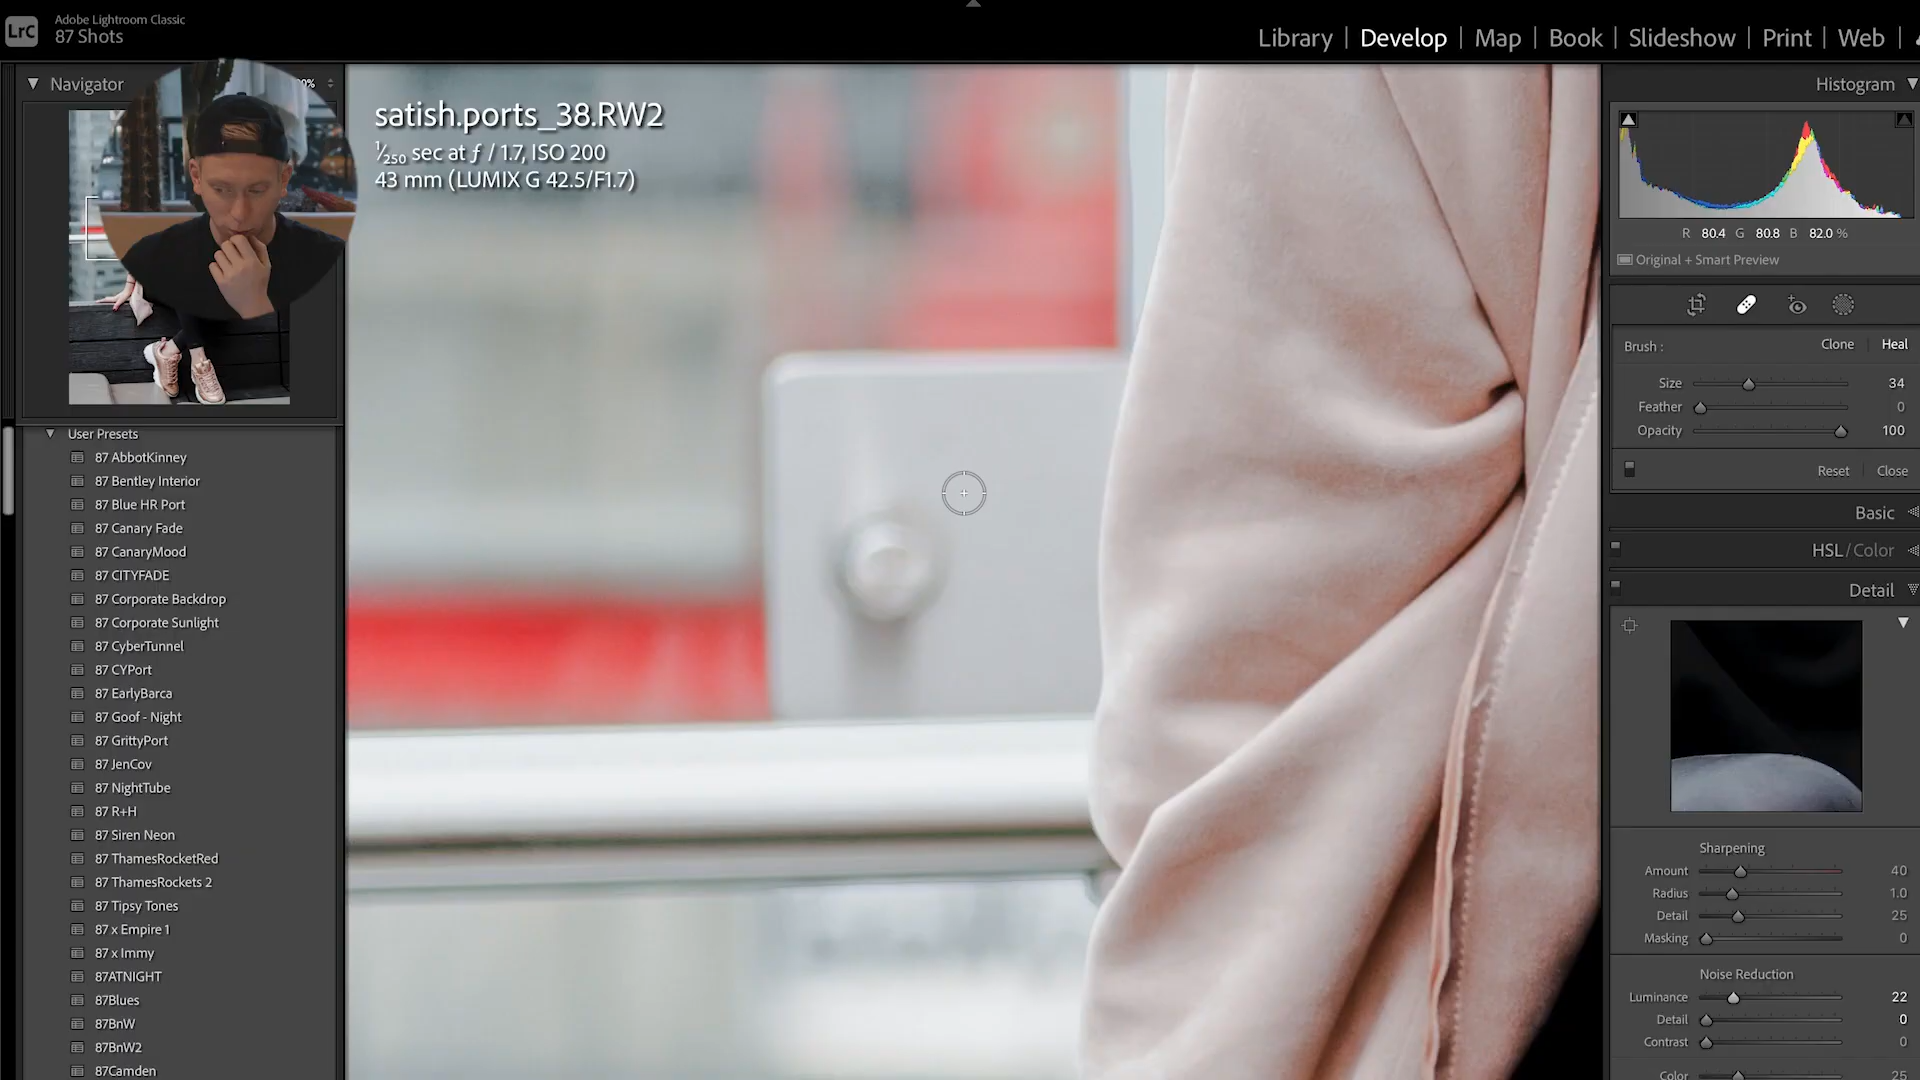 LrC
Adobe Lightroom Classic
87 Shots
Library | Develop | Map | Book | Slideshow | Print | Web |
Navigator
satish.ports_38.RW2
1/250 sec at ƒ / 1.7, ISO 200
43 mm (LUMIX G 42.5/F1.7)
User Presets
87 AbbotKinney
87 Bentley Interior
87 Blue HR Port
87 Canary Fade
87 CanaryMood
87 CITYFADE
87 Corporate Backdrop
87 Corporate Sunlight
87 CyberTunnel
87 CYPort
87 EarlyBarca
87 Goof - Night
87 GrittyPort
87 JenCov
87 NightTube
87 R+H
87 Siren Neon
87 ThamesRocketRed
87 ThamesRockets 2
87 Tipsy Tones
87 x Empire 1
87 x Immy
87ATNIGHT
87Blues
87BnW
87BnW2
87Camden
Histogram
R 80.4 G 80.8 B 82.0 %
Original + Smart Preview
Brush : Clone Heal
Size 34
Feather 0
Opacity 100
Reset Close
Basic
HSL / Color
Detail
Sharpening
Amount 40
Radius 1.0
Detail 25
Masking 0
Noise Reduction
Luminance 22
Detail 0
Contrast 0
Color 25